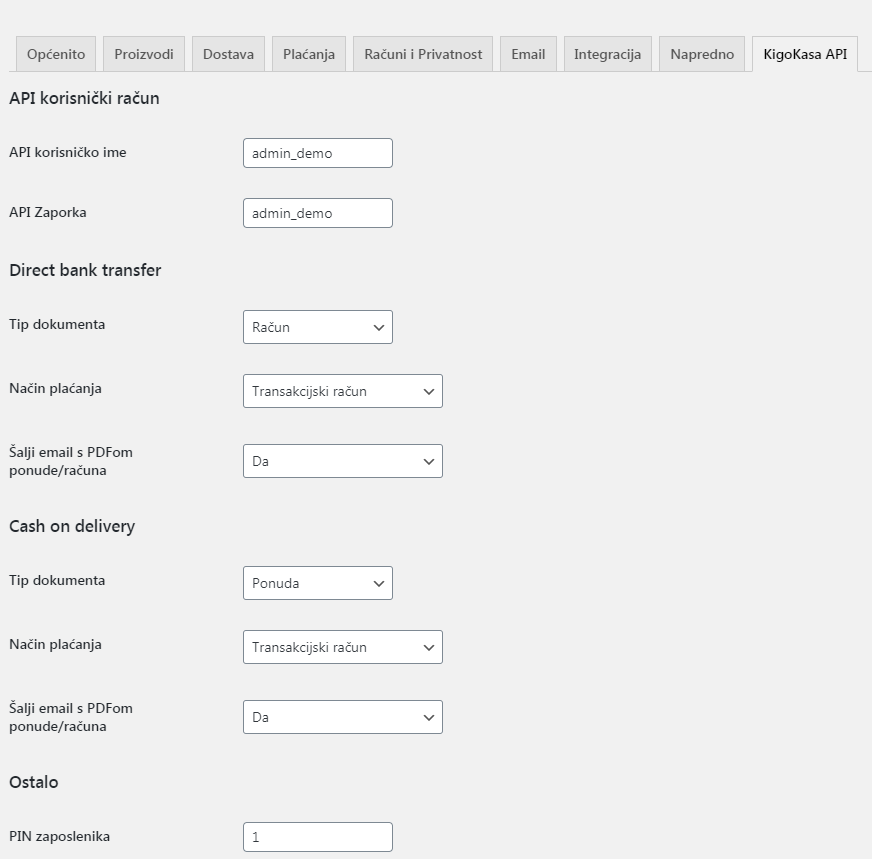 Općenito Proizvodi Dostava Plaćanja Računi i Privatnost Email Integracija Napredno KigoKasa API
API korisnički račun
API korisničko ime admin_demo
API Zaporka admin_demo
Direct bank transfer
Tip dokumenta Račun
Način plaćanja Transakcijski račun
Šalji email s PDFom
ponude/računa Da
Cash on delivery
Tip dokumenta Ponuda
Način plaćanja Transakcijski račun
Šalji email s PDFom
ponude/računa Da
Ostalo
PIN zaposlenika 1